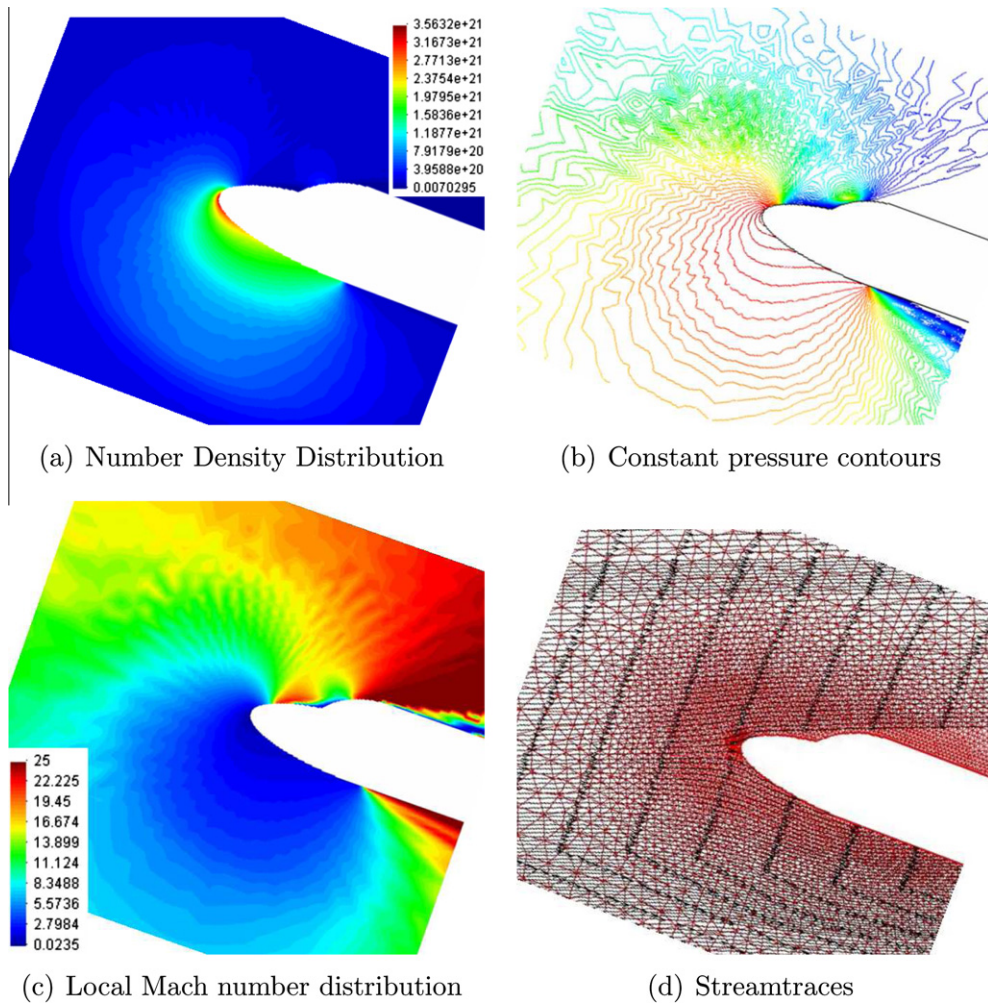 3.5632e+21
3.1673e+21
2.7713e+21
2.3754e+21
1.9795e+21
1.5836e+21
1.1877e+21
7.9179e+20
3.9588e+20
0.0070295
(a) Number Density Distribution
(b) Constant pressure contours
25
22.225
19.45
16.674
13.899
11.124
8.3488
5.5736
2.7984
0.0235
(c) Local Mach number distribution
(d) Streamtraces